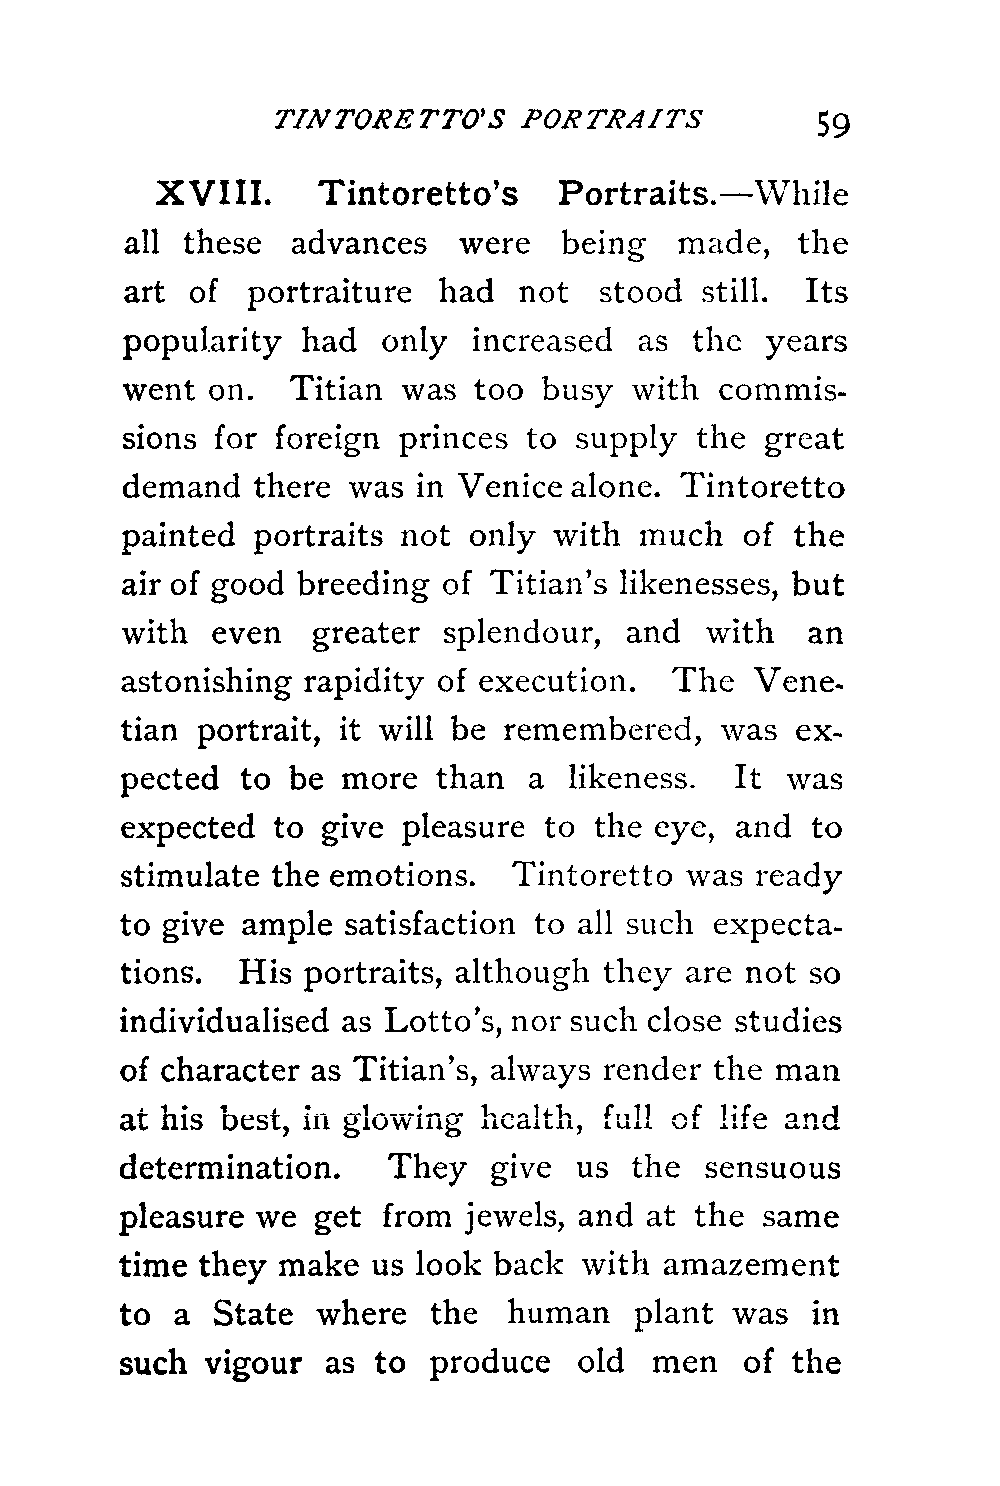 TINTORETTO'S PORTRAITS 59
XVIII. Tintoretto's Portraits.—While
all these advances were being made, the
art of portraiture had not stood still. Its
popularity had only increased as the years
went on. Titian was too busy with commis-
sions for foreign princes to supply the great
demand there was in Venice alone. Tintoretto
painted portraits not only with much of the
air of good breeding of Titian's likenesses, but
with even greater splendour, and with an
astonishing rapidity of execution. The Vene-
tian portrait, it will be remembered, was ex-
pected to be more than a likeness. It was
expected to give pleasure to the eye, and to
stimulate the emotions. Tintoretto was ready
to give ample satisfaction to all such expecta-
tions. His portraits, although they are not so
individualised as Lotto's, nor such close studies
of character as Titian's, always render the man
at his best, in glowing health, full of life and
determination. They give us the sensuous
pleasure we get from jewels, and at the same
time they make us look back with amazement
to a State where the human plant was in
such vigour as to produce old men of the